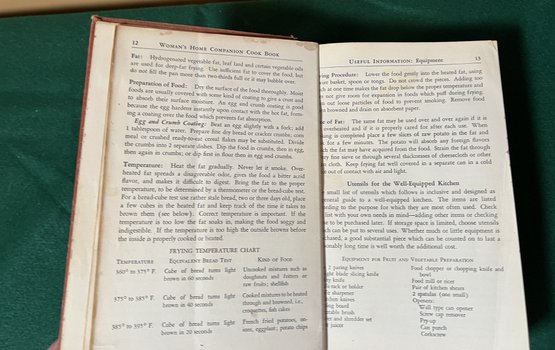 12 WOMAN'S HOME COMPANION COOK BOOK
Fat: Hydrogenated vegetable fat, leaf lard and certain vegetable oils
are used for deep-fat frying. Use sufficient fat to cover the food, but
do not fill the pan more than two-thirds full or it may bubble over.
Preparation of Food: Dry the surface of the food thoroughly. Moist
foods are usually covered with some kind of coating to give a crust and
to absorb their surface moisture. An egg and crumb coating is good
because the egg hardens instantly upon contact with the hot fat, form-
ing a coating over the food which prevents fat absorption.
Egg and Crumb Coating: Beat an egg slightly with a fork; add
1 tablespoon of water. Prepare fine dry bread or cracker crumbs; corn
meal or crushed ready-to-eat cereal flakes may be substituted. Divide
the crumbs into 2 separate dishes. Dip the food in crumbs, then in egg,
then again in crumbs; or dip first in flour then in egg and crumbs.
Temperature: Heat the fat gradually. Never let it smoke. Over-
heated fat spreads a disagreeable odor, gives the food a bitter acid
flavor, and makes it difficult to digest. Bring the fat to the proper
temperature, to be determined by a thermometer or the bread-cube test.
For a bread-cube test use rather stale bread, two or three days old, place
a few cubes in the heated fat and keep track of the time it takes to
brown them (see below). Correct temperature is important. If the
temperature is too low the fat soaks in, making the food soggy and
indigestible. If the temperature is too high the outside browns before
the inside is properly cooked or heated.
FRYING TEMPERATURE CHART
TEMPERATURE EQUIVALENT BREAD TEST KIND OF FOOD
360° to 375° F. Cube of bread turns light Uncooked mixtures such as
brown in 60 seconds doughnuts and fritters or
raw fruits; shellfish
375° to 385° F. Cube of bread turns light Cooked mixtures to be heated
brown in 40 seconds through and browned, i.e.,
croquettes, fish cakes
385° to 395° F. Cube of bread turns light French fried potatoes, on-
brown in 20 seconds ions, eggplant; potato chips
USEFUL INFORMATION: Equipment 13
Procedure: Lower the food gently into the heated fat, using
basket, spoon or tongs. Do not crowd the pieces. Adding too
at one time makes the fat drop below the proper temperature and
not give room for expansion of foods which puff during frying.
out loose particles of food to prevent smoking. Remove food
browned and drain on absorbent paper.
of Fat: The same fat may be used over and over again if it is
overheated and if it is properly cared for after each use. When
is completed place a few slices of raw potato in the fat and
for a few minutes. The potato will absorb any foreign flavors
the fat may have acquired from the food. Strain the fat through
fine sieve or through several thicknesses of cheesecloth or other
cloth. Keep frying fat well covered in a separate can in a cold
out of contact with air and light.
Utensils for the Well-Equipped Kitchen
small list of utensils which follows is inclusive and designed as
general guide to a well-equipped kitchen. The items are listed
according to the purpose for which they are most often used. Check
list with your own needs in mind—adding other items or checking
to be purchased later. If storage space is limited, choose utensils
can be put to several uses. Whether much or little equipment is
purchased, a good substantial piece which can be counted on to last a
reasonably long time is well worth the additional cost.
EQUIPMENT FOR FRUITS AND VEGETABLE PREPARATION
2 paring knives Food chopper or chopping knife and
blade slicing knife bowl
knife Food mill or ricer
rack or holder Pair of kitchen shears
sharpener 2 spatulas (one small)
knives Openers:
board Wall type can opener
brush Screw cap remover
and shredder set Pry-up
juicer Can punch
Corkscrew